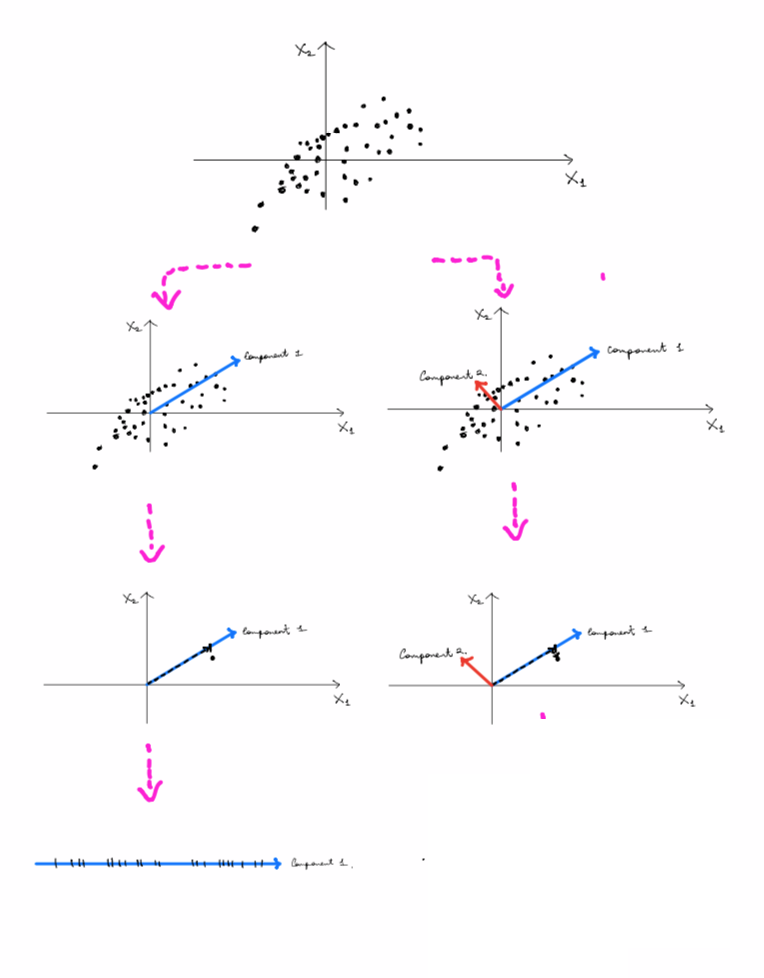 X₂
X₁
X₂
Component 1
X₁
X₂
Component 1
Component 2.
X₁
X₂
Component 1
X₁
X₂
Component 1
Component 2.
X₁
Component 1.